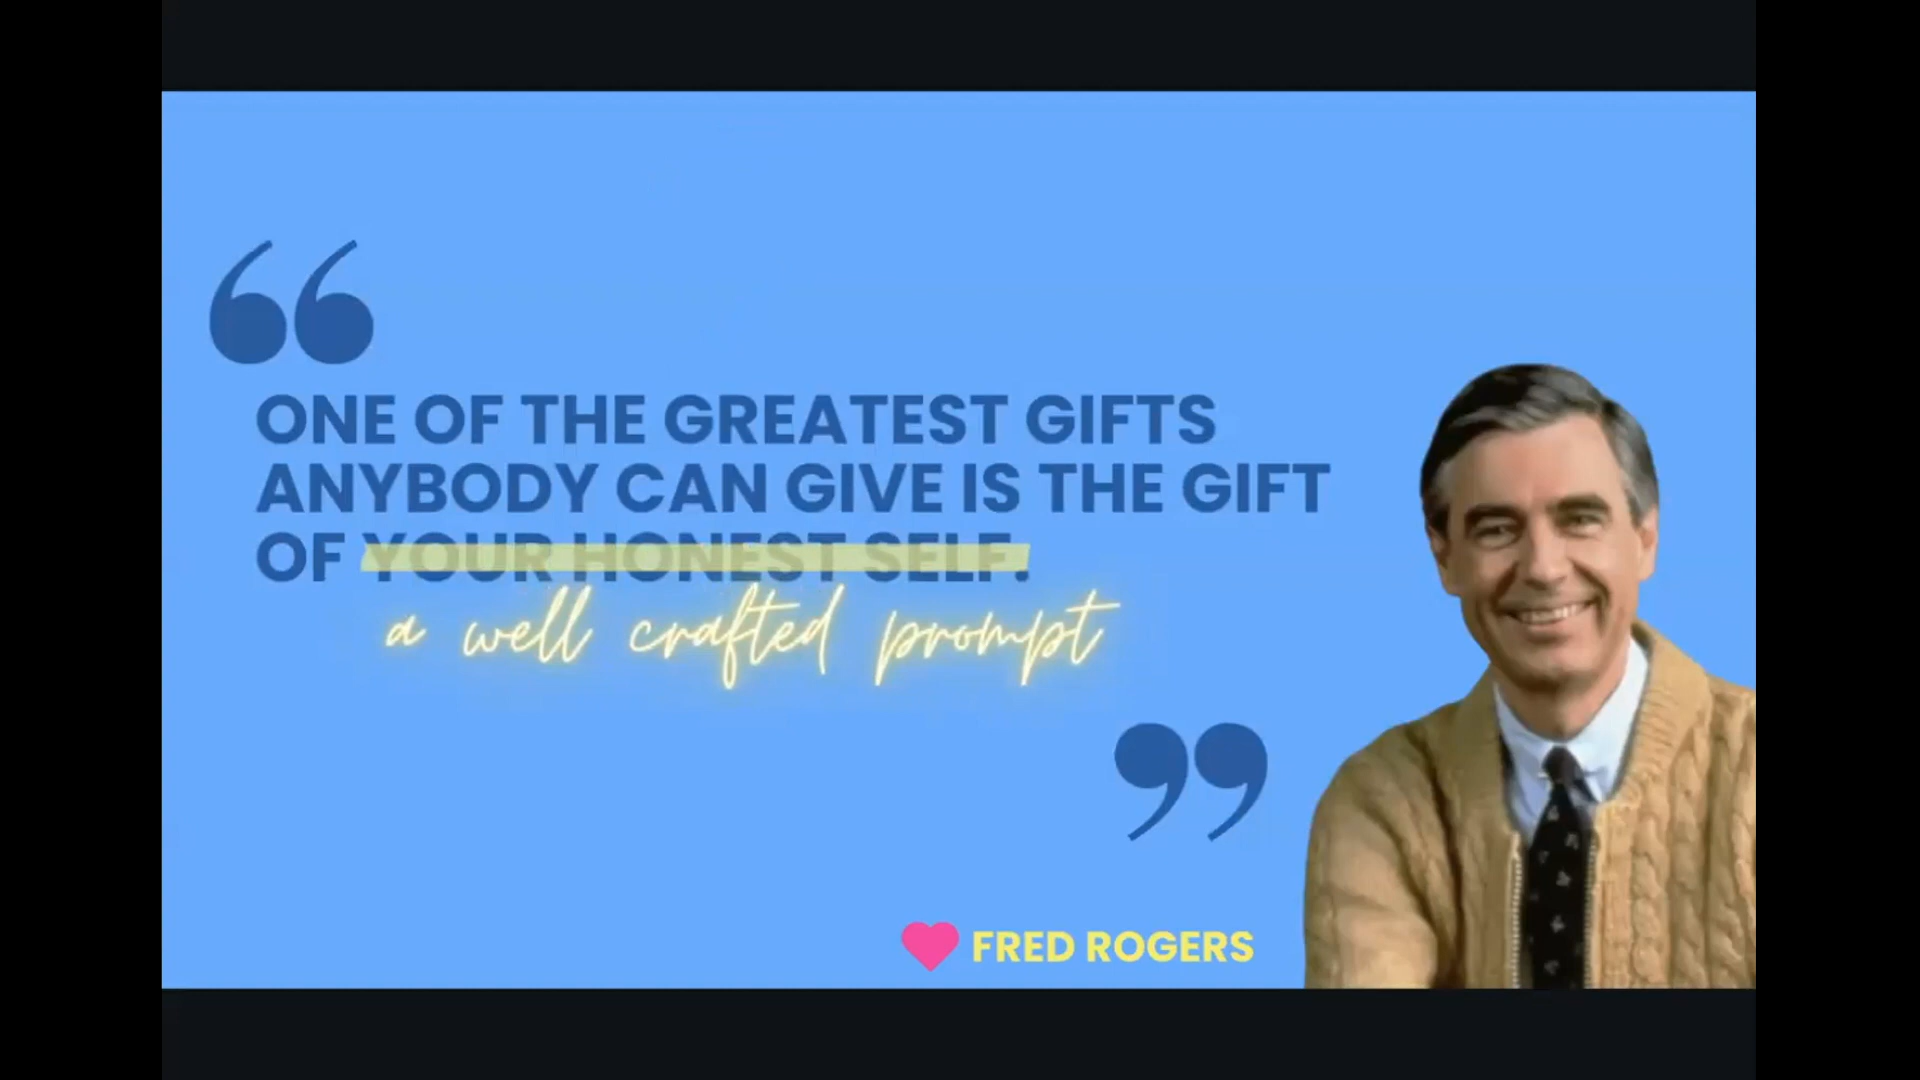 “
ONE OF THE GREATEST GIFTS
ANYBODY CAN GIVE IS THE GIFT
OF YOUR HONEST SELF.
a well crafted prompt
”
FRED ROGERS